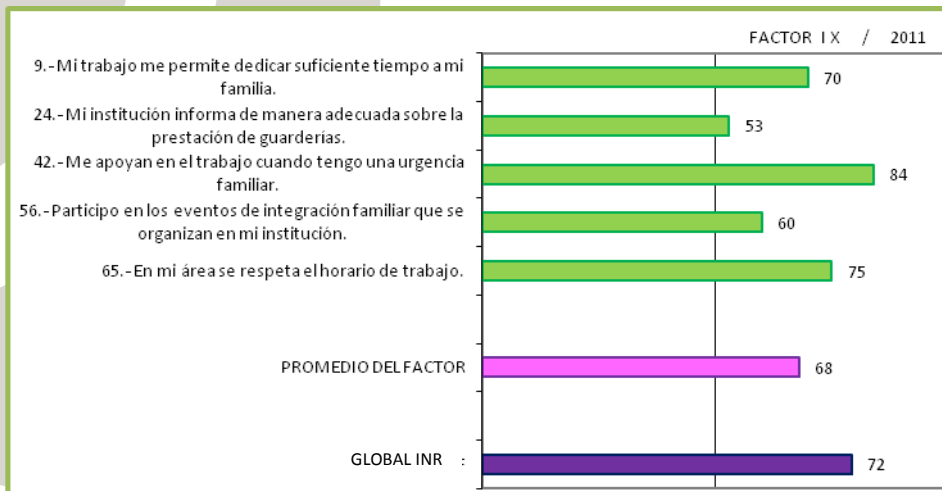 FACTOR I X / 2011
9.-Mi trabajo me permite dedicar suficiente tiempo a mi
familia.
70
24.-Mi institución informa de manera adecuada sobre la
prestación de guarderías.
53
42.-Me apoyan en el trabajo cuando tengo una urgencia
familiar.
84
56.-Participo en los eventos de integración familiar que se
organizan en mi institución.
60
65.-En mi área se respeta el horario de trabajo.
75
PROMEDIO DEL FACTOR
68
GLOBAL INR :
72